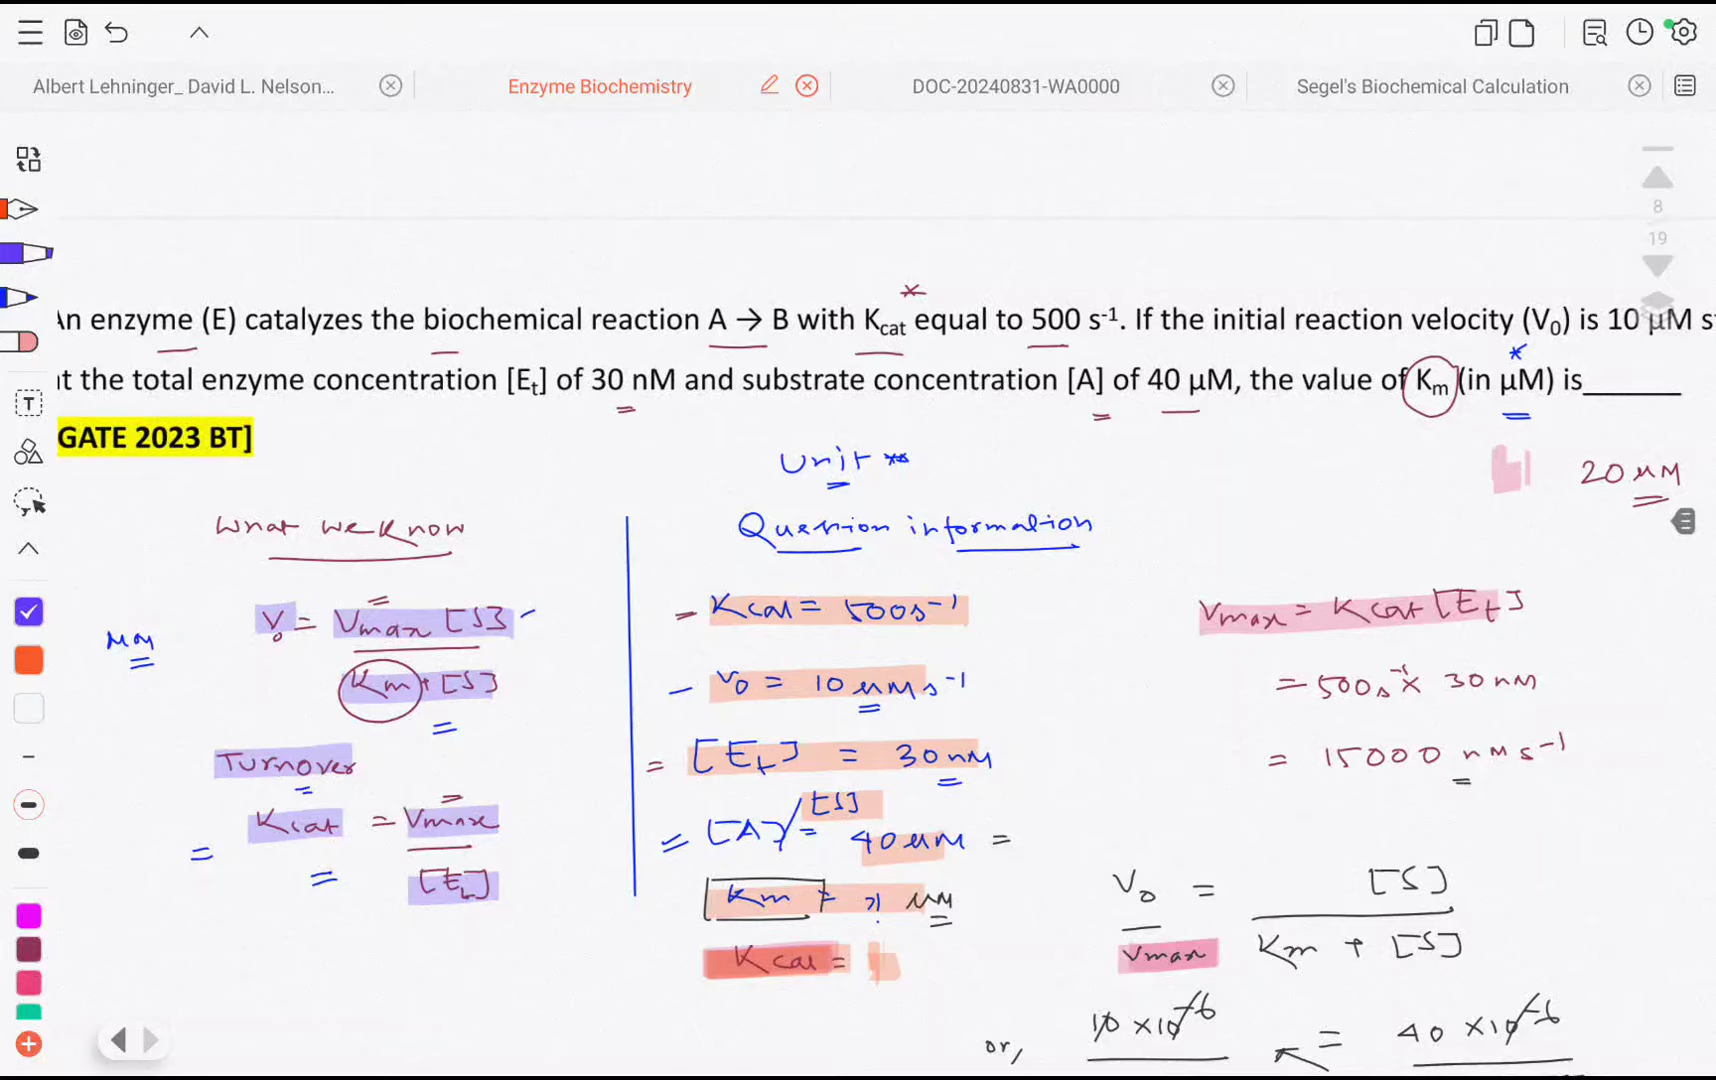 Albert Lehninger_ David L. Nelson... Enzyme Biochemistry DOC-20240831-WA0000 Segel's Biochemical Calculation
8
19
An enzyme (E) catalyzes the biochemical reaction A → B with Kcat equal to 500 s-1. If the initial reaction velocity (V0) is 10 µM s
t the total enzyme concentration [Et] of 30 nM and substrate concentration [A] of 40 µM, the value of Km (in µM) is______
GATE 2023 BT]
Unit **
20 µM
What we know
Question information
V0 = Vmax [S]
Km + [S]
µM
Turnover
Kcat = Vmax
[Et]
- Kcat = 500 s-1
- V0 = 10 µM s-1
= [Et] = 30 nM
= [A] / [S] = 40 µM =
Km = ? µM
Kcat =
Vmax = Kcat [Et]
= 500 s-1 x 30 nM
= 15000 nM s-1
V0 = [S]
Vmax Km + [S]
or, 10 x 10-6 = 40 x 10-6